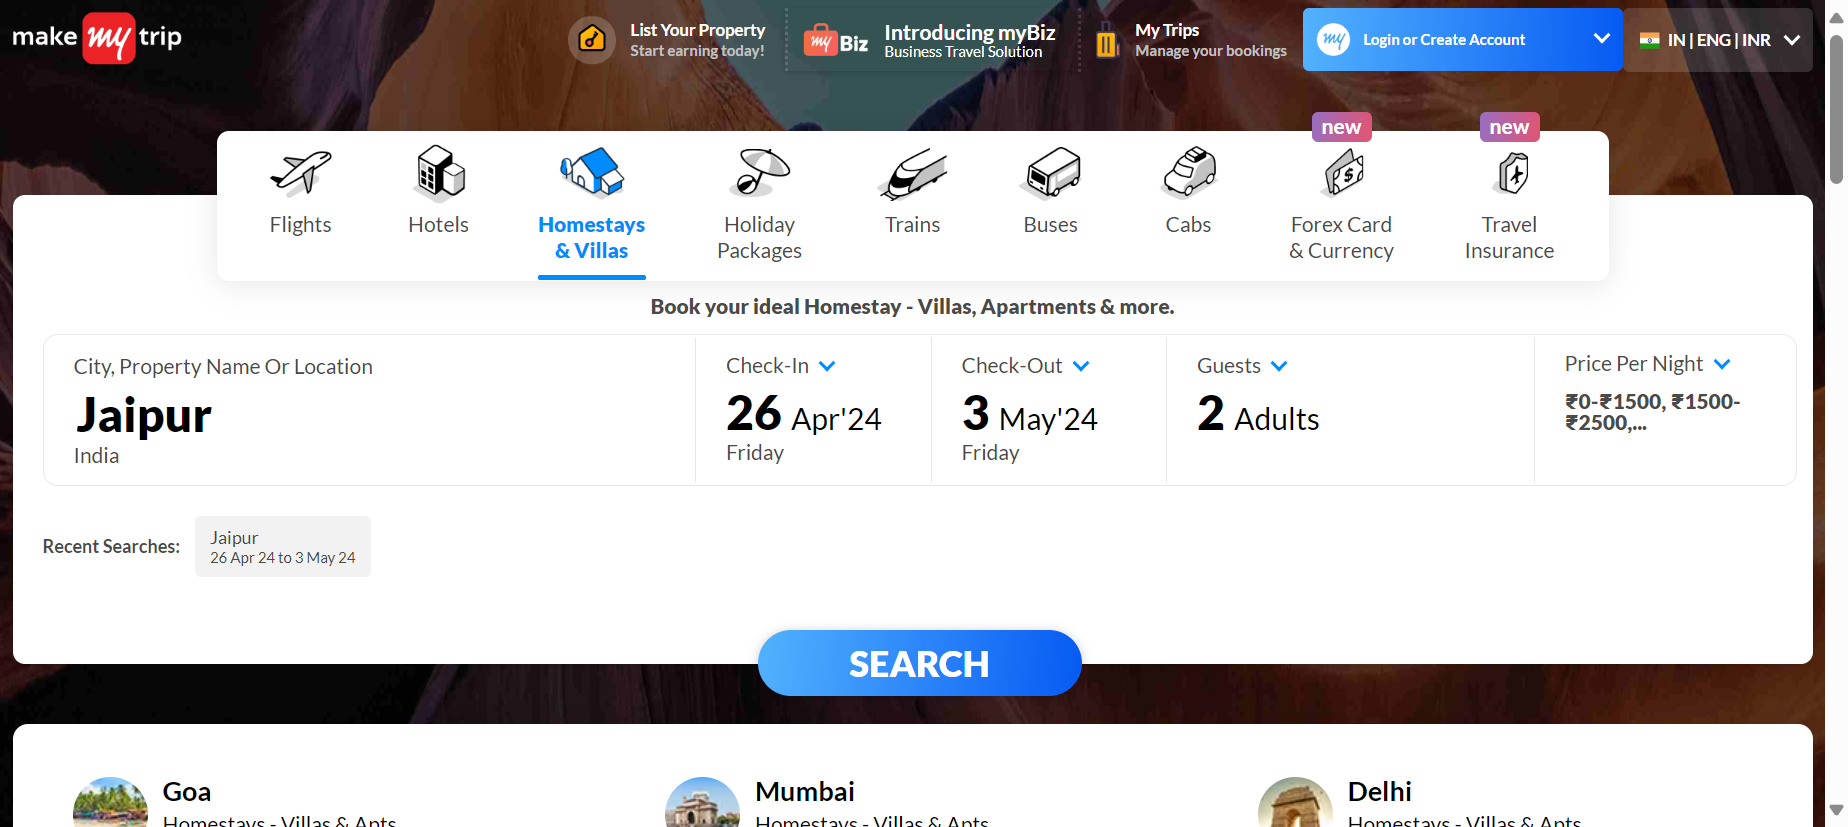 make my trip
List Your Property
Start earning today!
my Biz
Introducing myBiz
Business Travel Solution
My Trips
Manage your bookings
my
Login or Create Account
IN | ENG | INR
new
new
Flights
Hotels
Homestays
& Villas
Holiday
Packages
Trains
Buses
Cabs
Forex Card
& Currency
Travel
Insurance
Book your ideal Homestay - Villas, Apartments & more.
City, Property Name Or Location
Jaipur
India
Check-In
26 Apr'24
Friday
Check-Out
3 May'24
Friday
Guests
2 Adults
Price Per Night
₹0-₹1500, ₹1500-
₹2500,...
Recent Searches:
Jaipur
26 Apr 24 to 3 May 24
SEARCH
Goa
Homestays - Villas & Apts
Mumbai
Homestays - Villas & Apts
Delhi
Homestays - Villas & Apts